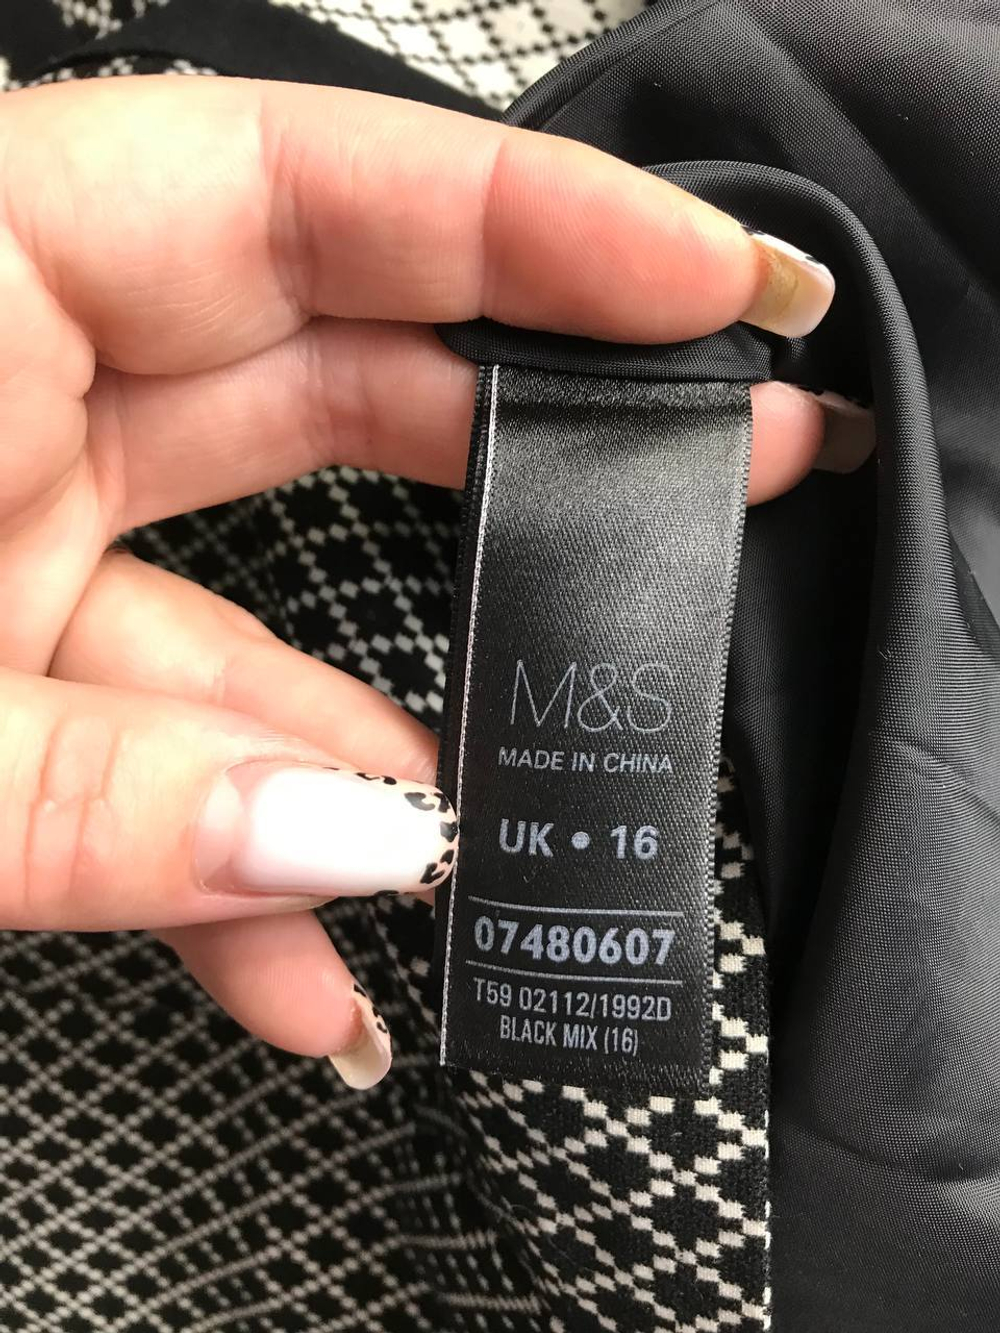 M&S
MADE IN CHINA
UK • 16
07480607
T59 02112/1992D
BLACK MIX (16)